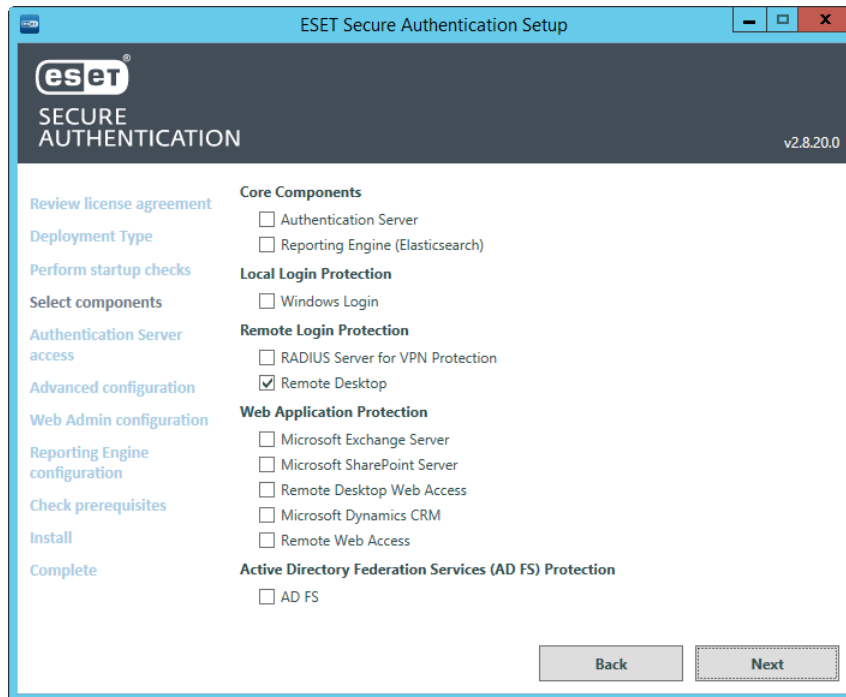 eset
ESET Secure Authentication Setup
eset
SECURE
AUTHENTICATION
v2.8.20.0
Review license agreement
Deployment Type
Perform startup checks
Select components
Authentication Server
access
Advanced configuration
Web Admin configuration
Reporting Engine
configuration
Check prerequisites
Install
Complete
Core Components
Authentication Server
Reporting Engine (Elasticsearch)
Local Login Protection
Windows Login
Remote Login Protection
RADIUS Server for VPN Protection
Remote Desktop
Web Application Protection
Microsoft Exchange Server
Microsoft SharePoint Server
Remote Desktop Web Access
Microsoft Dynamics CRM
Remote Web Access
Active Directory Federation Services (AD FS) Protection
AD FS
Back
Next